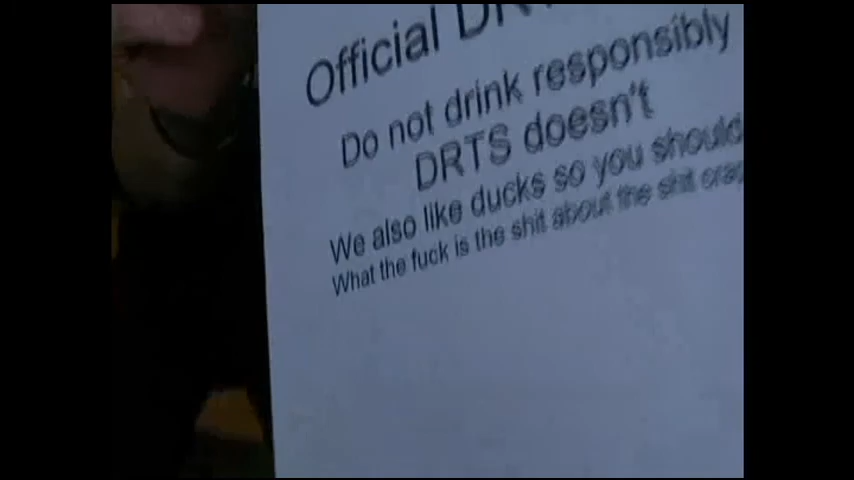 Official
Do not drink responsibly
DRTS doesn't
We also like ducks so you should
What the fuck is the shit about the shit